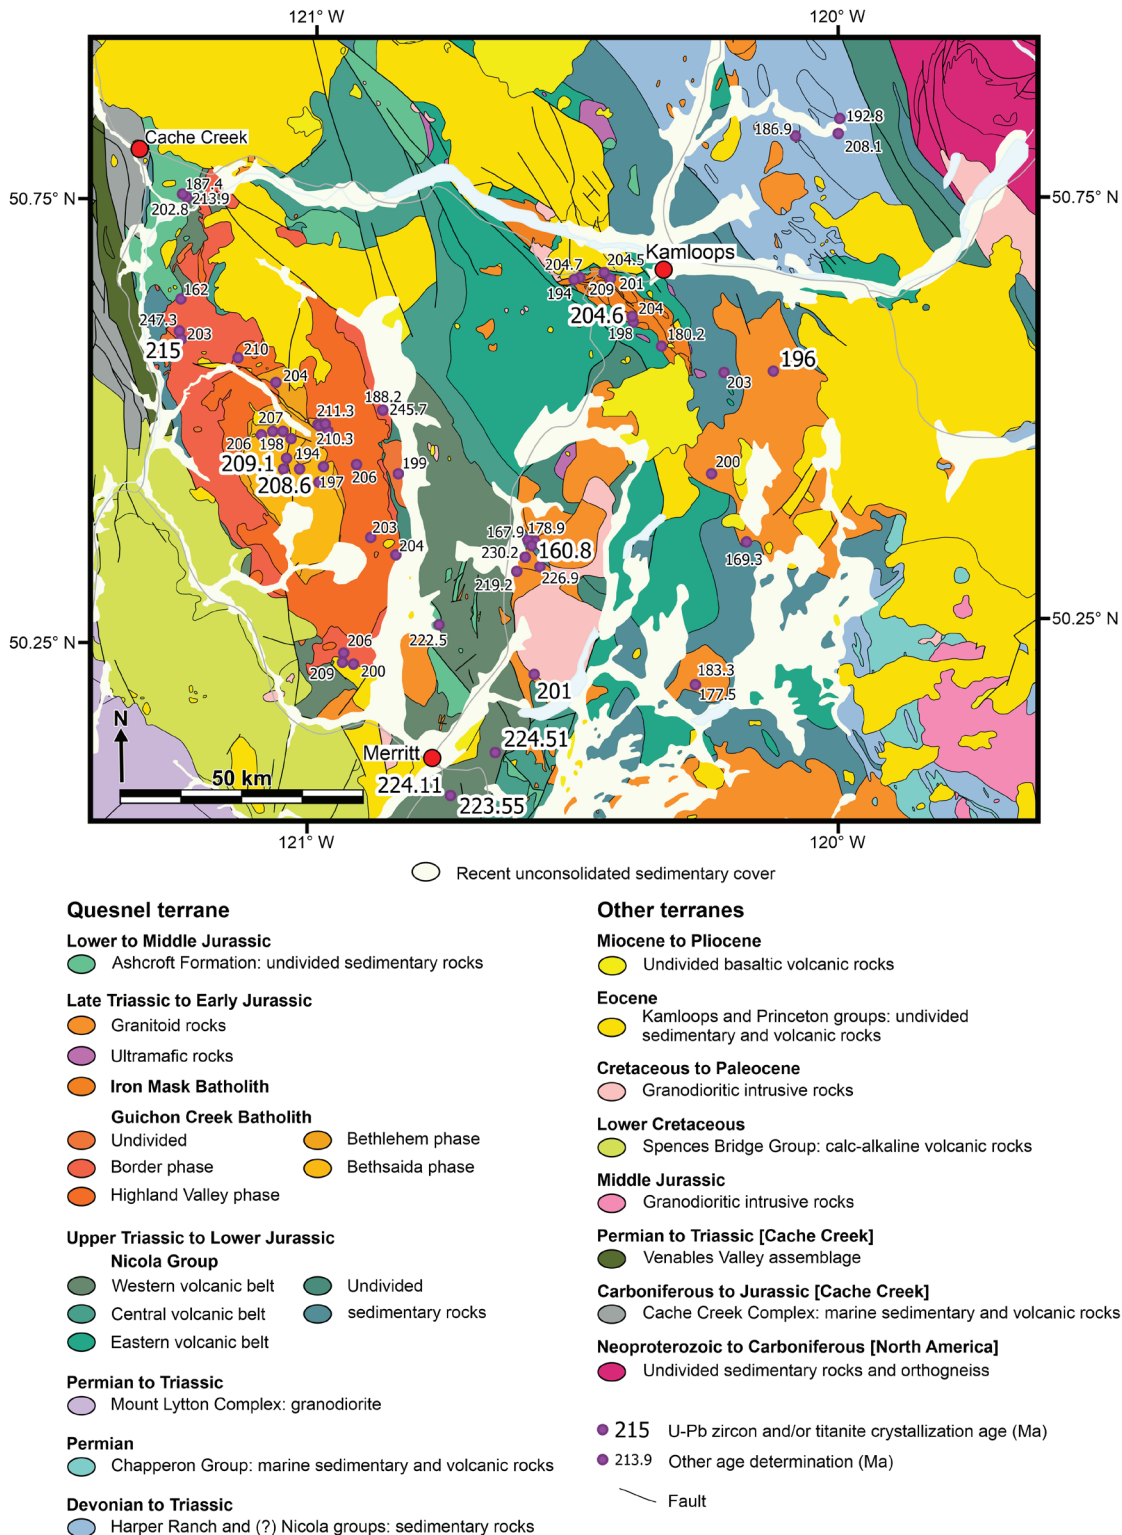 121° W
120° W
Cache Creek
192.8
186.9
208.1
187.4
50.75° N
213.9
50.75° N
202.8
Kamloops
204.7
204.5
194
209
201
162
204.6
204
247.3
203
198
180.2
215
210
196
204
203
188.2
207
211.3
245.7
206
198
210.3
209.1
194
206
199
200
208.6
197
203
167.9
178.9
204
230.2
160.8
169.3
219.2
226.9
50.25° N
222.5
50.25° N
206
209
200
183.3
201
177.5
N
224.51
Merritt
50 km
224.11
223.55
121° W
120° W
Recent unconsolidated sedimentary cover
Quesnel terrane
Lower to Middle Jurassic
Ashcroft Formation: undivided sedimentary rocks
Late Triassic to Early Jurassic
Granitoid rocks
Ultramafic rocks
Iron Mask Batholith
Guichon Creek Batholith
Undivided
Bethlehem phase
Border phase
Bethsaida phase
Highland Valley phase
Upper Triassic to Lower Jurassic
Nicola Group
Western volcanic belt
Undivided
Central volcanic belt
sedimentary rocks
Eastern volcanic belt
Permian to Triassic
Mount Lytton Complex: granodiorite
Permian
Chapperon Group: marine sedimentary and volcanic rocks
Devonian to Triassic
Harper Ranch and (?) Nicola groups: sedimentary rocks
Other terranes
Miocene to Pliocene
Undivided basaltic volcanic rocks
Eocene
Kamloops and Princeton groups: undivided
sedimentary and volcanic rocks
Cretaceous to Paleocene
Granodioritic intrusive rocks
Lower Cretaceous
Spences Bridge Group: calc-alkaline volcanic rocks
Middle Jurassic
Granodioritic intrusive rocks
Permian to Triassic [Cache Creek]
Venables Valley assemblage
Carboniferous to Jurassic [Cache Creek]
Cache Creek Complex: marine sedimentary and volcanic rocks
Neoproterozoic to Carboniferous [North America]
Undivided sedimentary rocks and orthogneiss
215 U-Pb zircon and/or titanite crystallization age (Ma)
213.9 Other age determination (Ma)
Fault